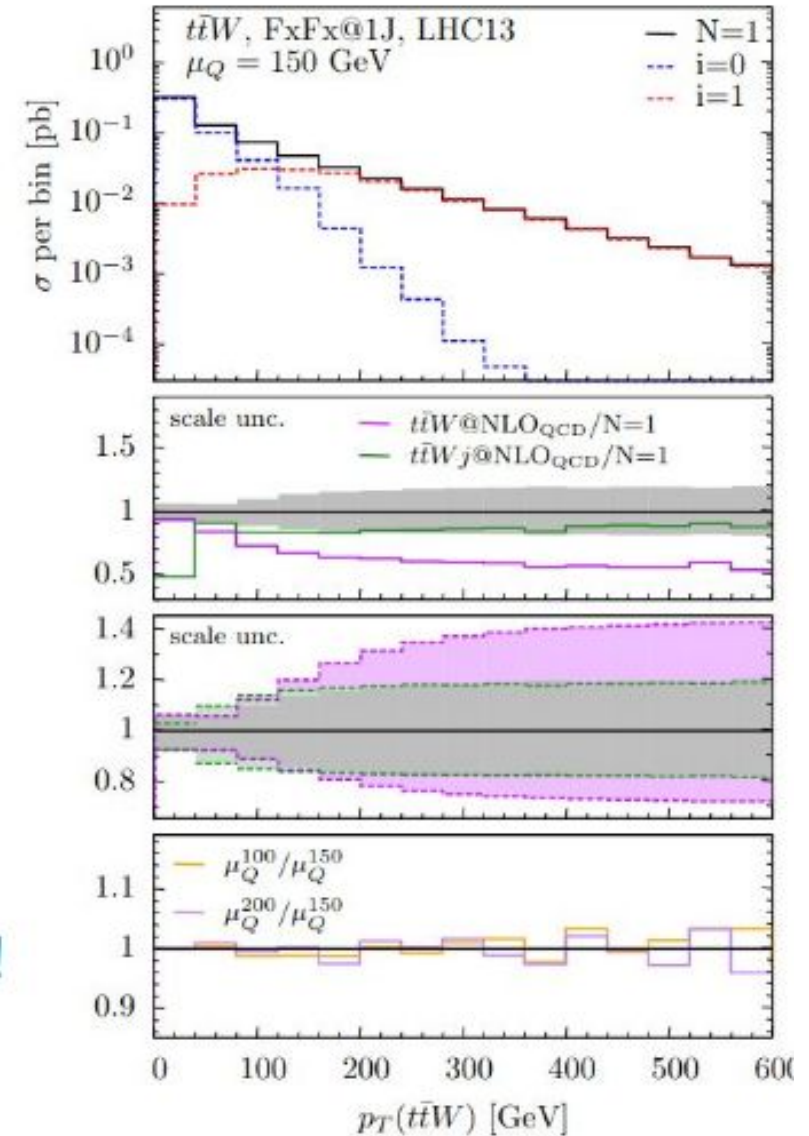 tt̄W, FxFx@1J, LHC13
μ_Q = 150 GeV
N=1
i=0
i=1
σ per bin [pb]
10^0
10^-1
10^-2
10^-3
10^-4
scale unc.
tt̄W@NLO_QCD/N=1
tt̄Wj@NLO_QCD/N=1
1.5
1
0.5
scale unc.
1.4
1.2
1
0.8
μ_Q^100/μ_Q^150
μ_Q^200/μ_Q^150
1.1
1
0.9
0 100 200 300 400 500 600
p_T(tt̄W) [GeV]